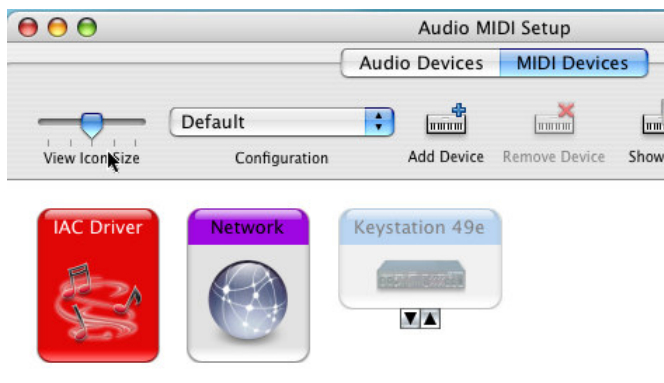 Audio MIDI Setup
Audio Devices MIDI Devices
Default
View Icon Size Configuration Add Device Remove Device Show
IAC Driver Network Keystation 49e